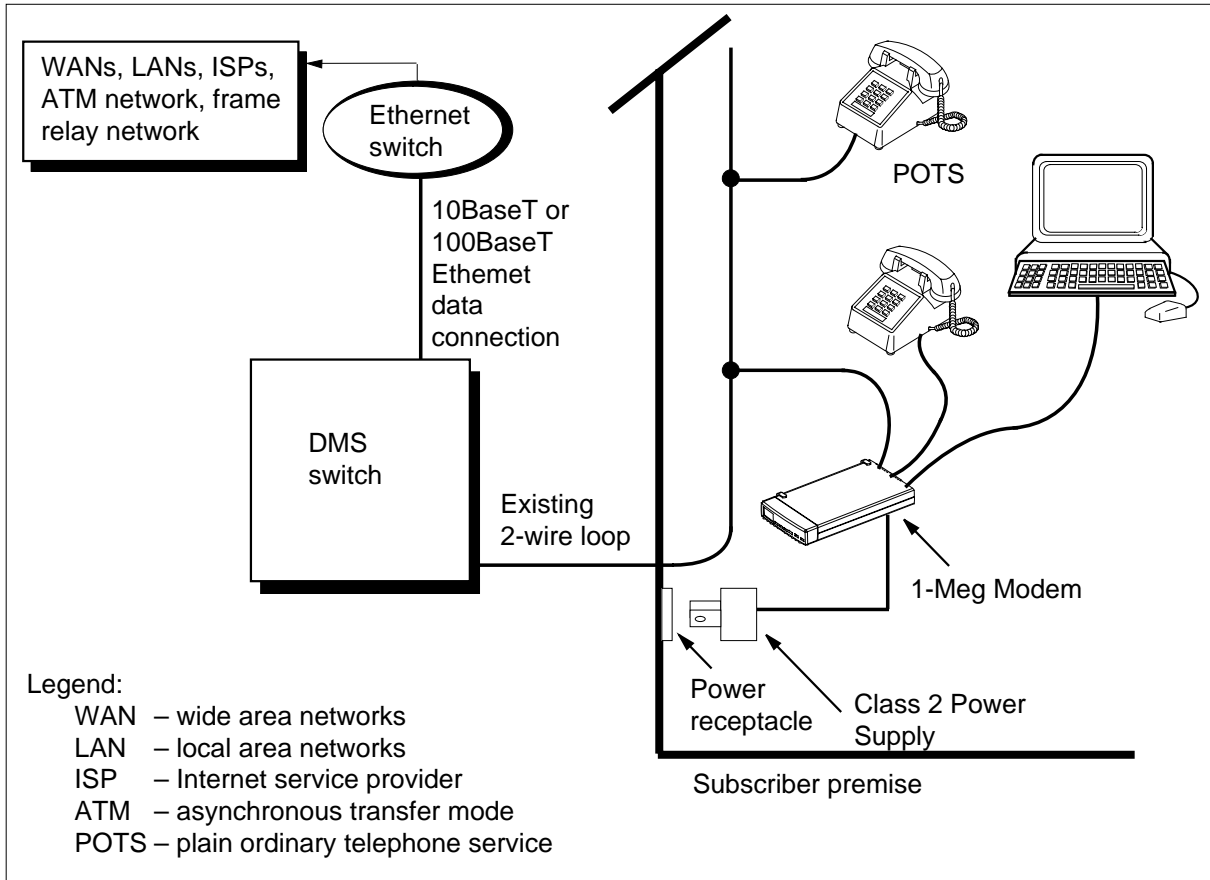 WANs, LANs, ISPs,
ATM network, frame
relay network
Ethernet
switch
10BaseT or
100BaseT
Ethernet
data
connection
POTS
DMS
switch
Existing
2-wire loop
1-Meg Modem
Power
receptacle
Class 2 Power
Supply
Subscriber premise
Legend:
WAN – wide area networks
LAN – local area networks
ISP – Internet service provider
ATM – asynchronous transfer mode
POTS – plain ordinary telephone service